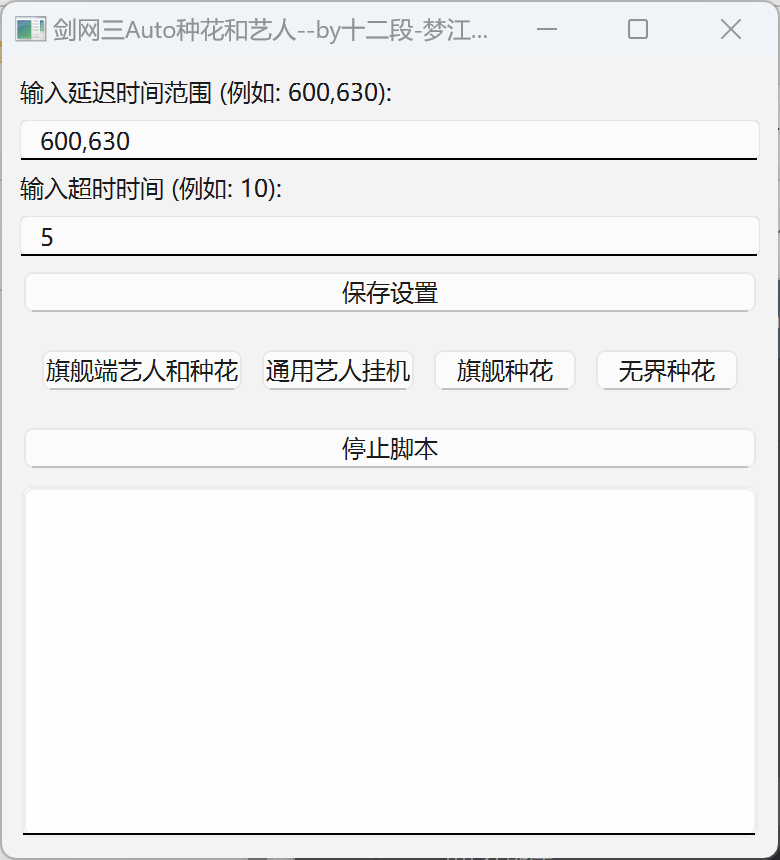 剑网三Auto种花和艺人--by十二段-梦江...
输入延迟时间范围 (例如: 600,630):
600,630
输入超时时间 (例如: 10):
5
保存设置
旗舰端艺人和种花 通用艺人挂机 旗舰种花 无界种花
停止脚本